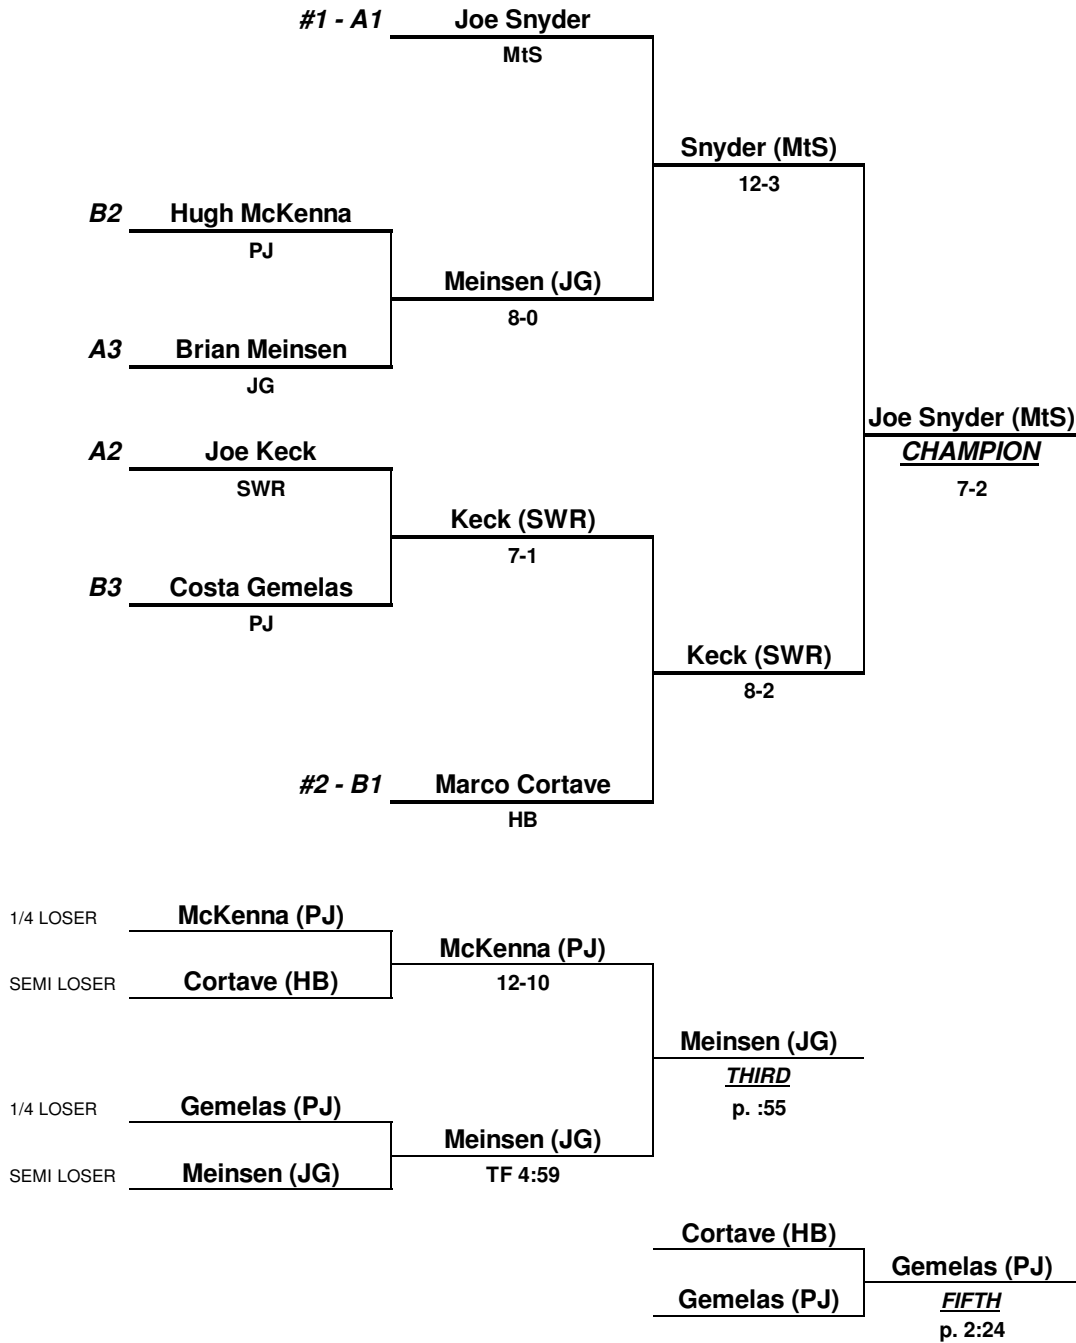 #1 - A1 Joe Snyder
MtS
Snyder (MtS)
12-3
B2 Hugh McKenna
PJ
Meinsen (JG)
8-0
A3 Brian Meinsen
JG
Joe Snyder (MtS)
CHAMPION
7-2
A2 Joe Keck
SWR
Keck (SWR)
7-1
B3 Costa Gemelas
PJ
Keck (SWR)
8-2
#2 - B1 Marco Cortave
HB
1/4 LOSER McKenna (PJ)
McKenna (PJ)
12-10
SEMI LOSER Cortave (HB)
Meinsen (JG)
THIRD
p. :55
1/4 LOSER Gemelas (PJ)
Meinsen (JG)
TF 4:59
SEMI LOSER Meinsen (JG)
Cortave (HB)
Gemelas (PJ)
FIFTH
p. 2:24
Gemelas (PJ)